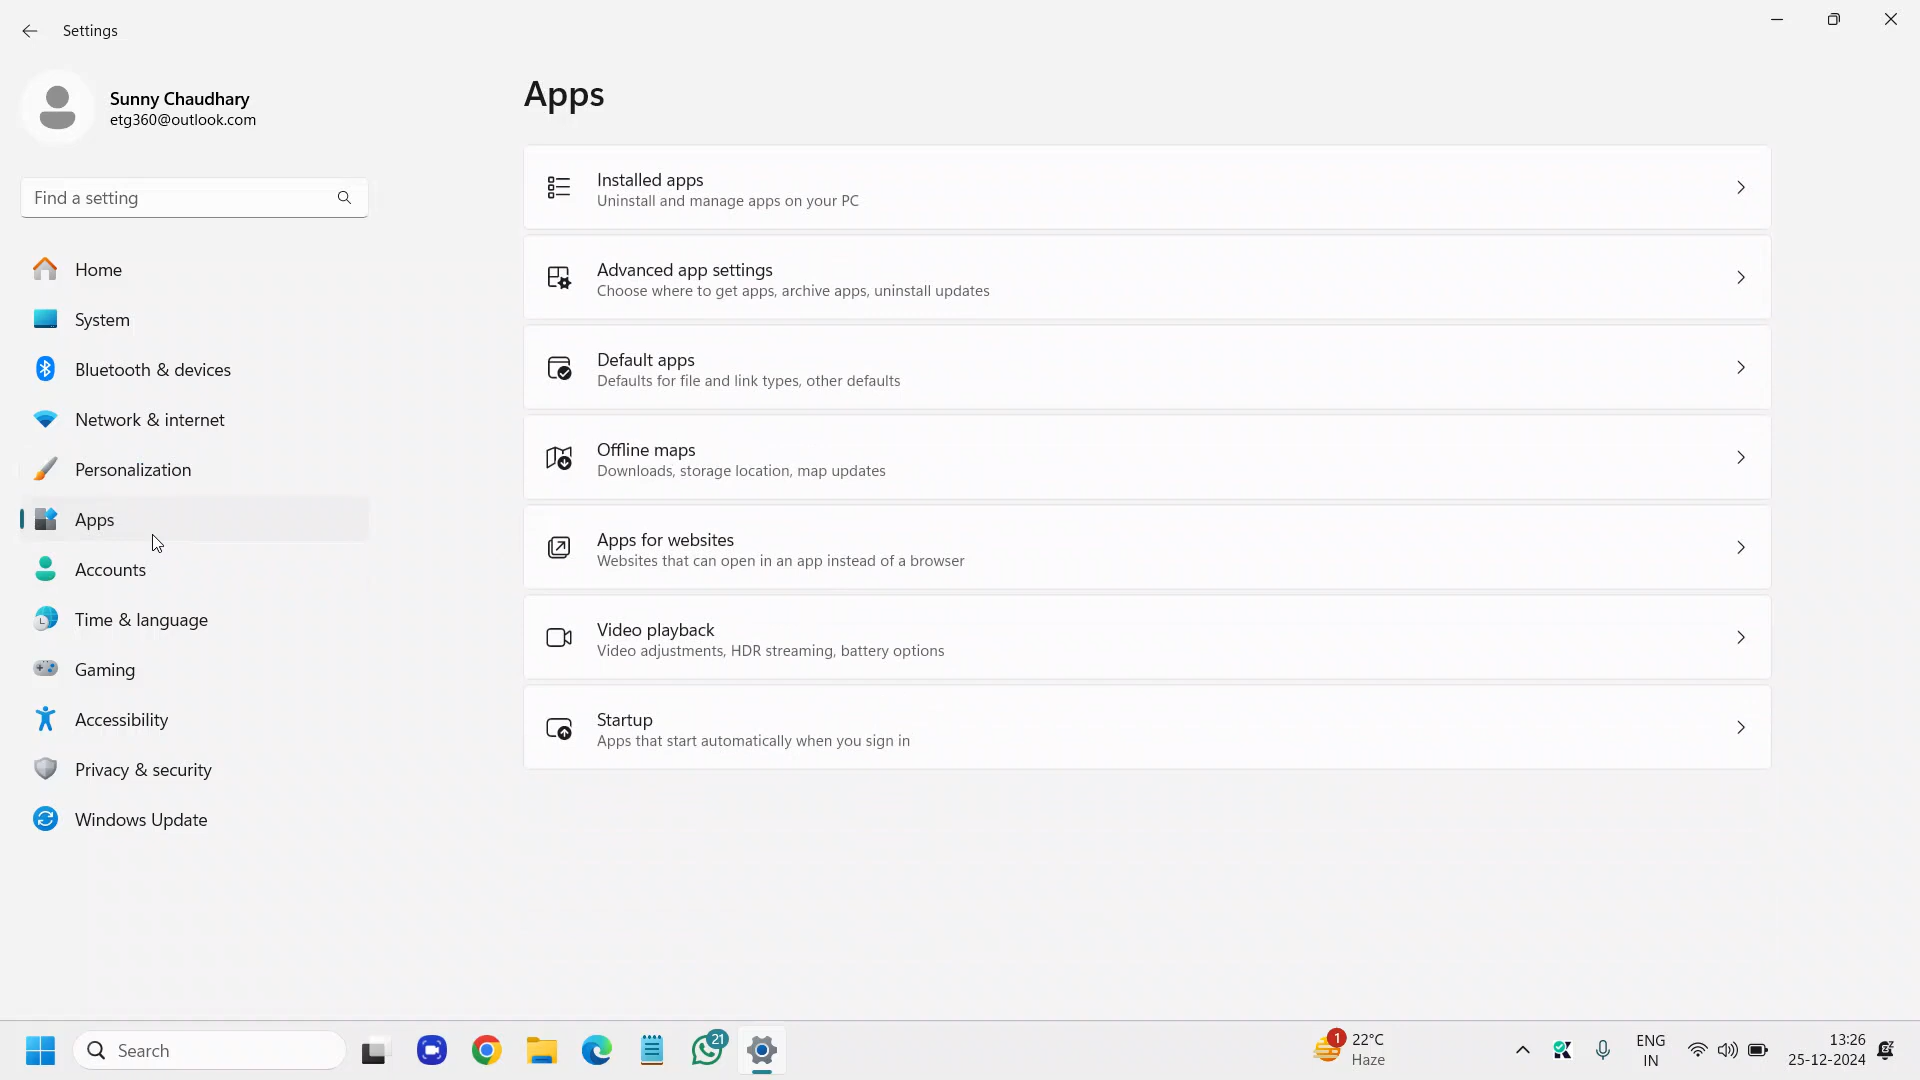 Settings
Sunny Chaudhary
etg360@outlook.com
Find a setting
Home
System
Bluetooth & devices
Network & internet
Personalization
Apps
Accounts
Time & language
Gaming
Accessibility
Privacy & security
Windows Update
Apps
Installed apps
Uninstall and manage apps on your PC
Advanced app settings
Choose where to get apps, archive apps, uninstall updates
Default apps
Defaults for file and link types, other defaults
Offline maps
Downloads, storage location, map updates
Apps for websites
Websites that can open in an app instead of a browser
Video playback
Video adjustments, HDR streaming, battery options
Startup
Apps that start automatically when you sign in
Search
21
1
22°C
Haze
ENG
IN
13:26
25-12-2024